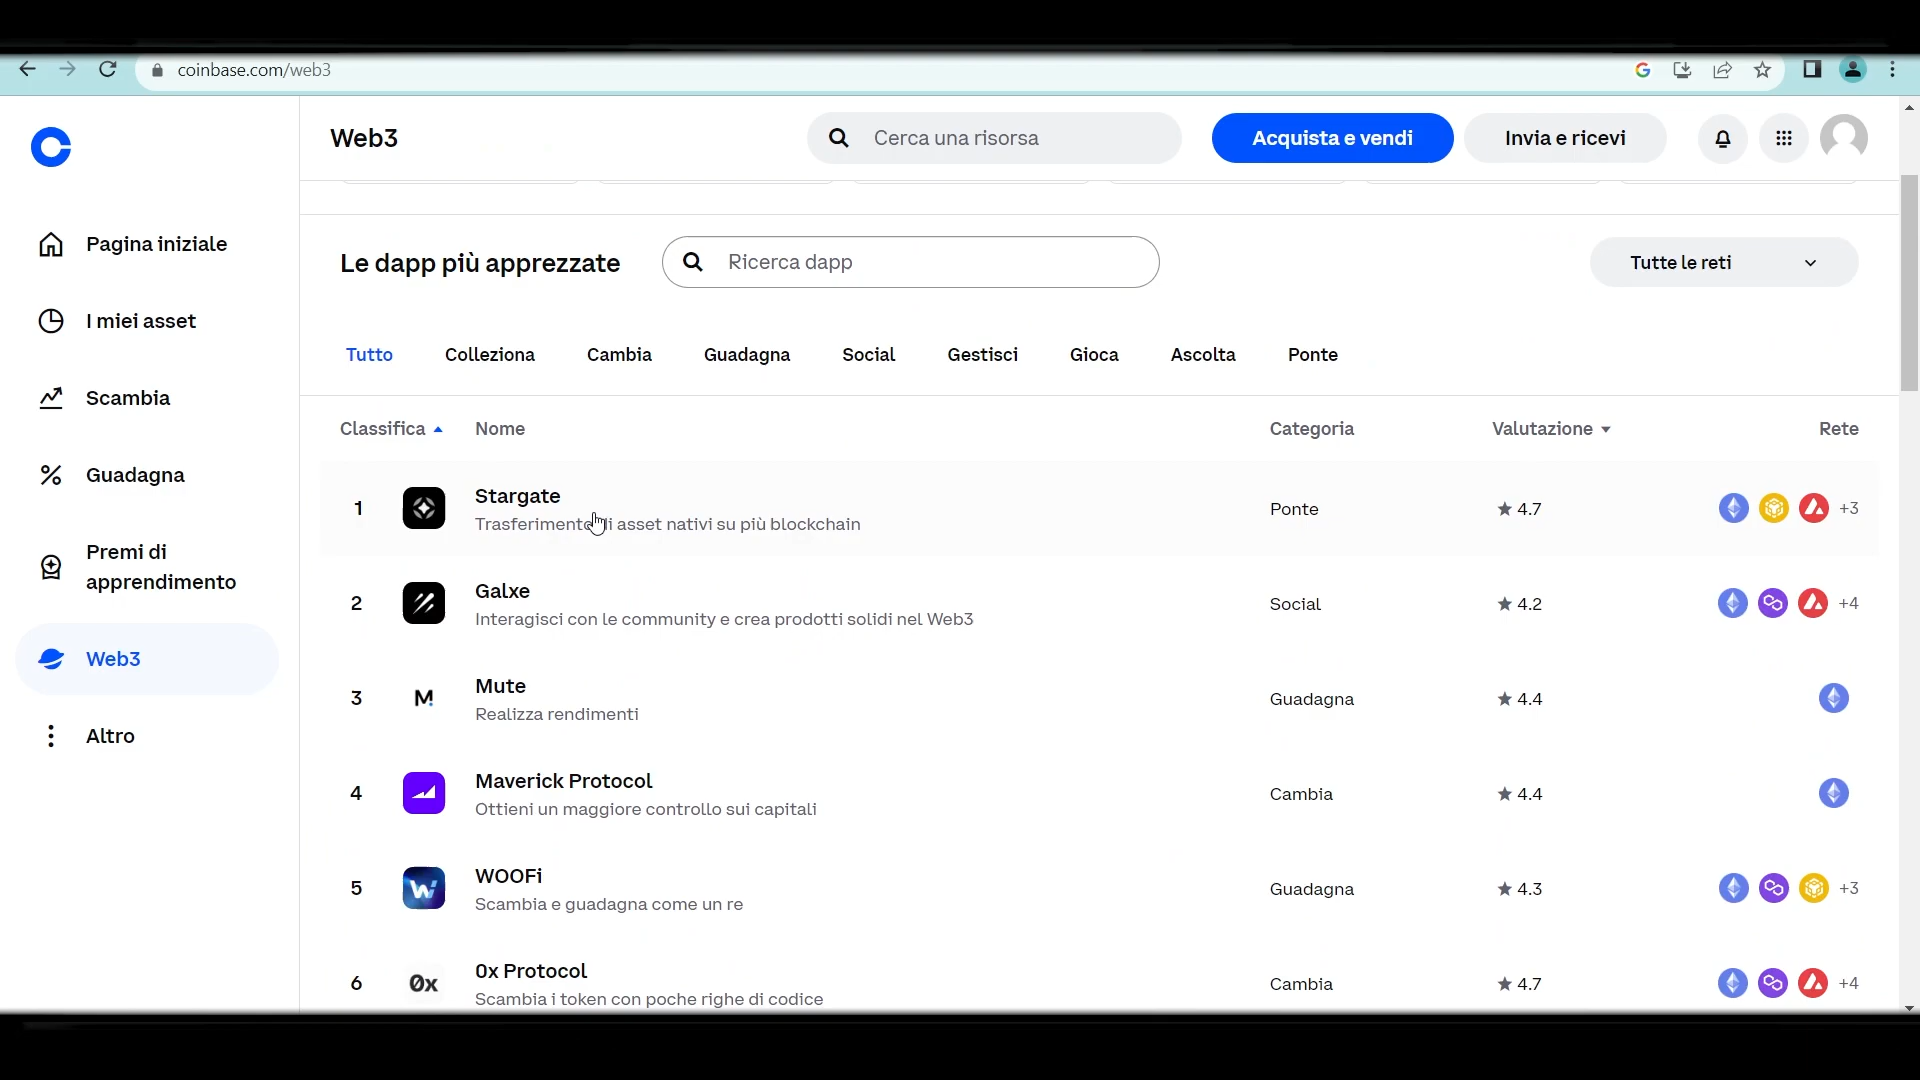 coinbase.com/web3
Web3
Cerca una risorsa
Acquista e vendi
Invia e ricevi
Pagina iniziale
I miei asset
Scambia
Guadagna
Premi di
apprendimento
Web3
Altro
Le dapp più apprezzate
Ricerca dapp
Tutte le reti
Tutto Colleziona Cambia Guadagna Social Gestisci Gioca Ascolta Ponte
Classifica Nome Categoria Valutazione Rete
1 Stargate Ponte ★ 4.7 +3
Trasferimento di asset nativi su più blockchain
2 Galxe Social ★ 4.2 +4
Interagisci con le community e crea prodotti solidi nel Web3
3 M. Mute Guadagna ★ 4.4
Realizza rendimenti
4 Maverick Protocol Cambia ★ 4.4
Ottieni un maggiore controllo sui capitali
5 W WOOFi Guadagna ★ 4.3 +3
Scambia e guadagna come un re
6 0x 0x Protocol Cambia ★ 4.7 +4
Scambia i token con poche righe di codice